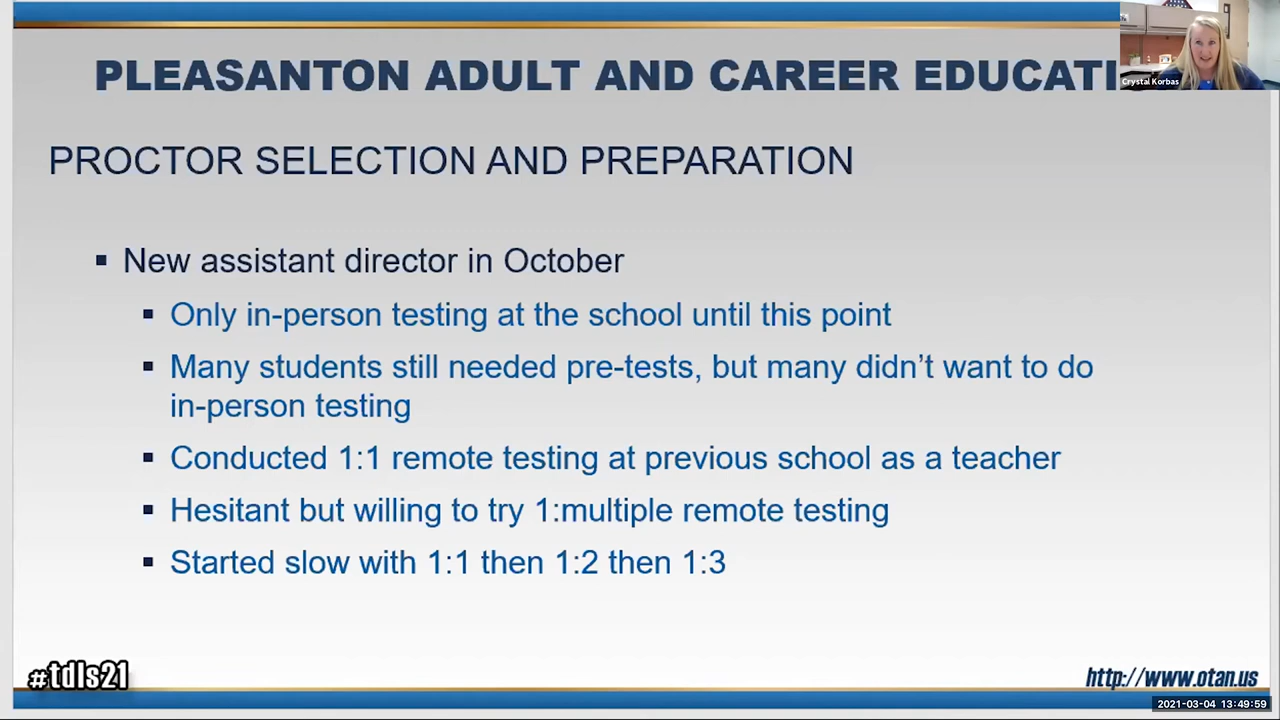 PLEASANTON ADULT AND CAREER EDUCATI
Crystal Korbas
PROCTOR SELECTION AND PREPARATION
▪ New assistant director in October
▪ Only in-person testing at the school until this point
▪ Many students still needed pre-tests, but many didn’t want to do
in-person testing
▪ Conducted 1:1 remote testing at previous school as a teacher
▪ Hesitant but willing to try 1:multiple remote testing
▪ Started slow with 1:1 then 1:2 then 1:3
#tdls21
http://www.otan.us
2021-03-04 13:49:59